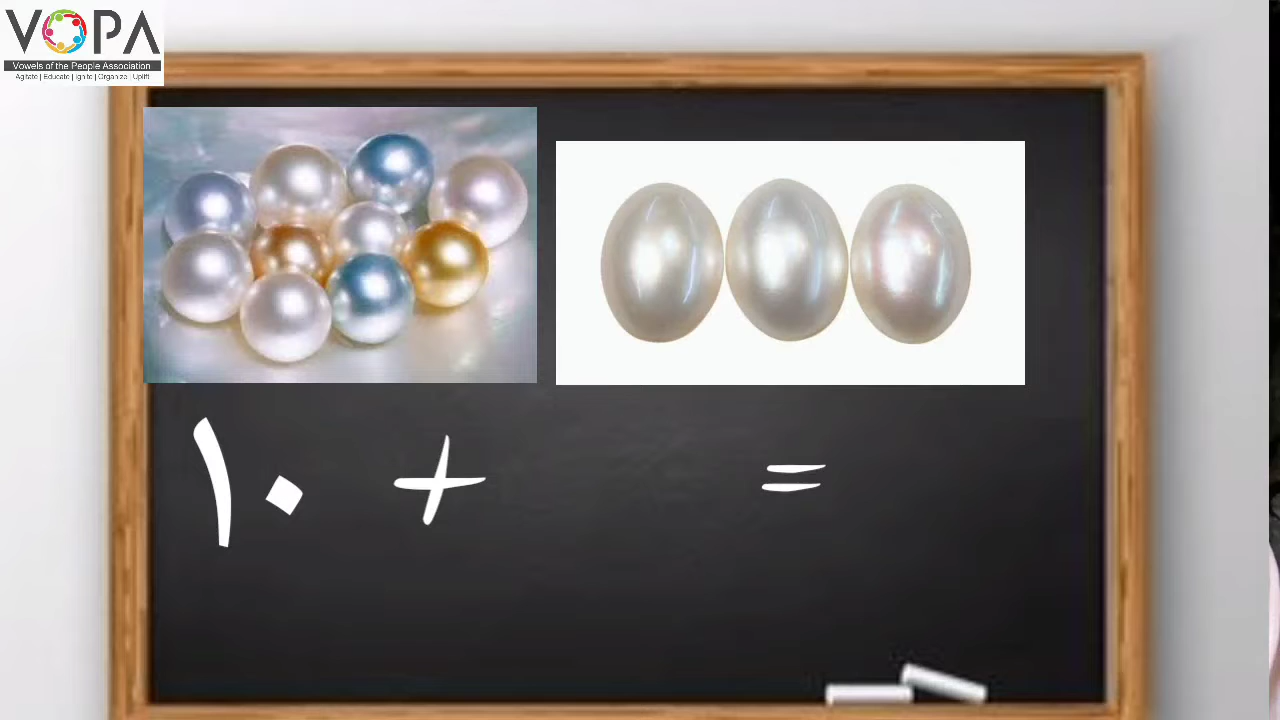 VOPA
Vowels of the People Association
Agitate | Educate | Ignite | Organize | Uplift
١٠ + =